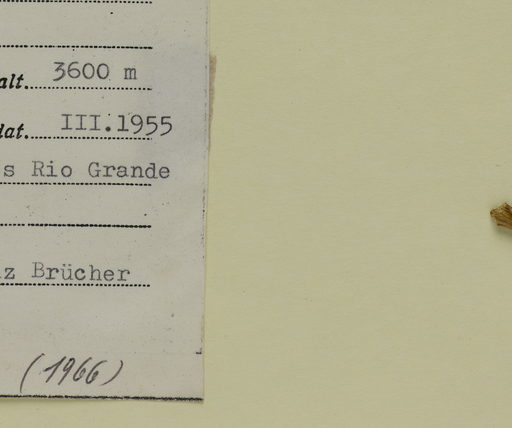 alt. 3600 m
dat. III.1955
s Rio Grande
z Brücher
(1966)